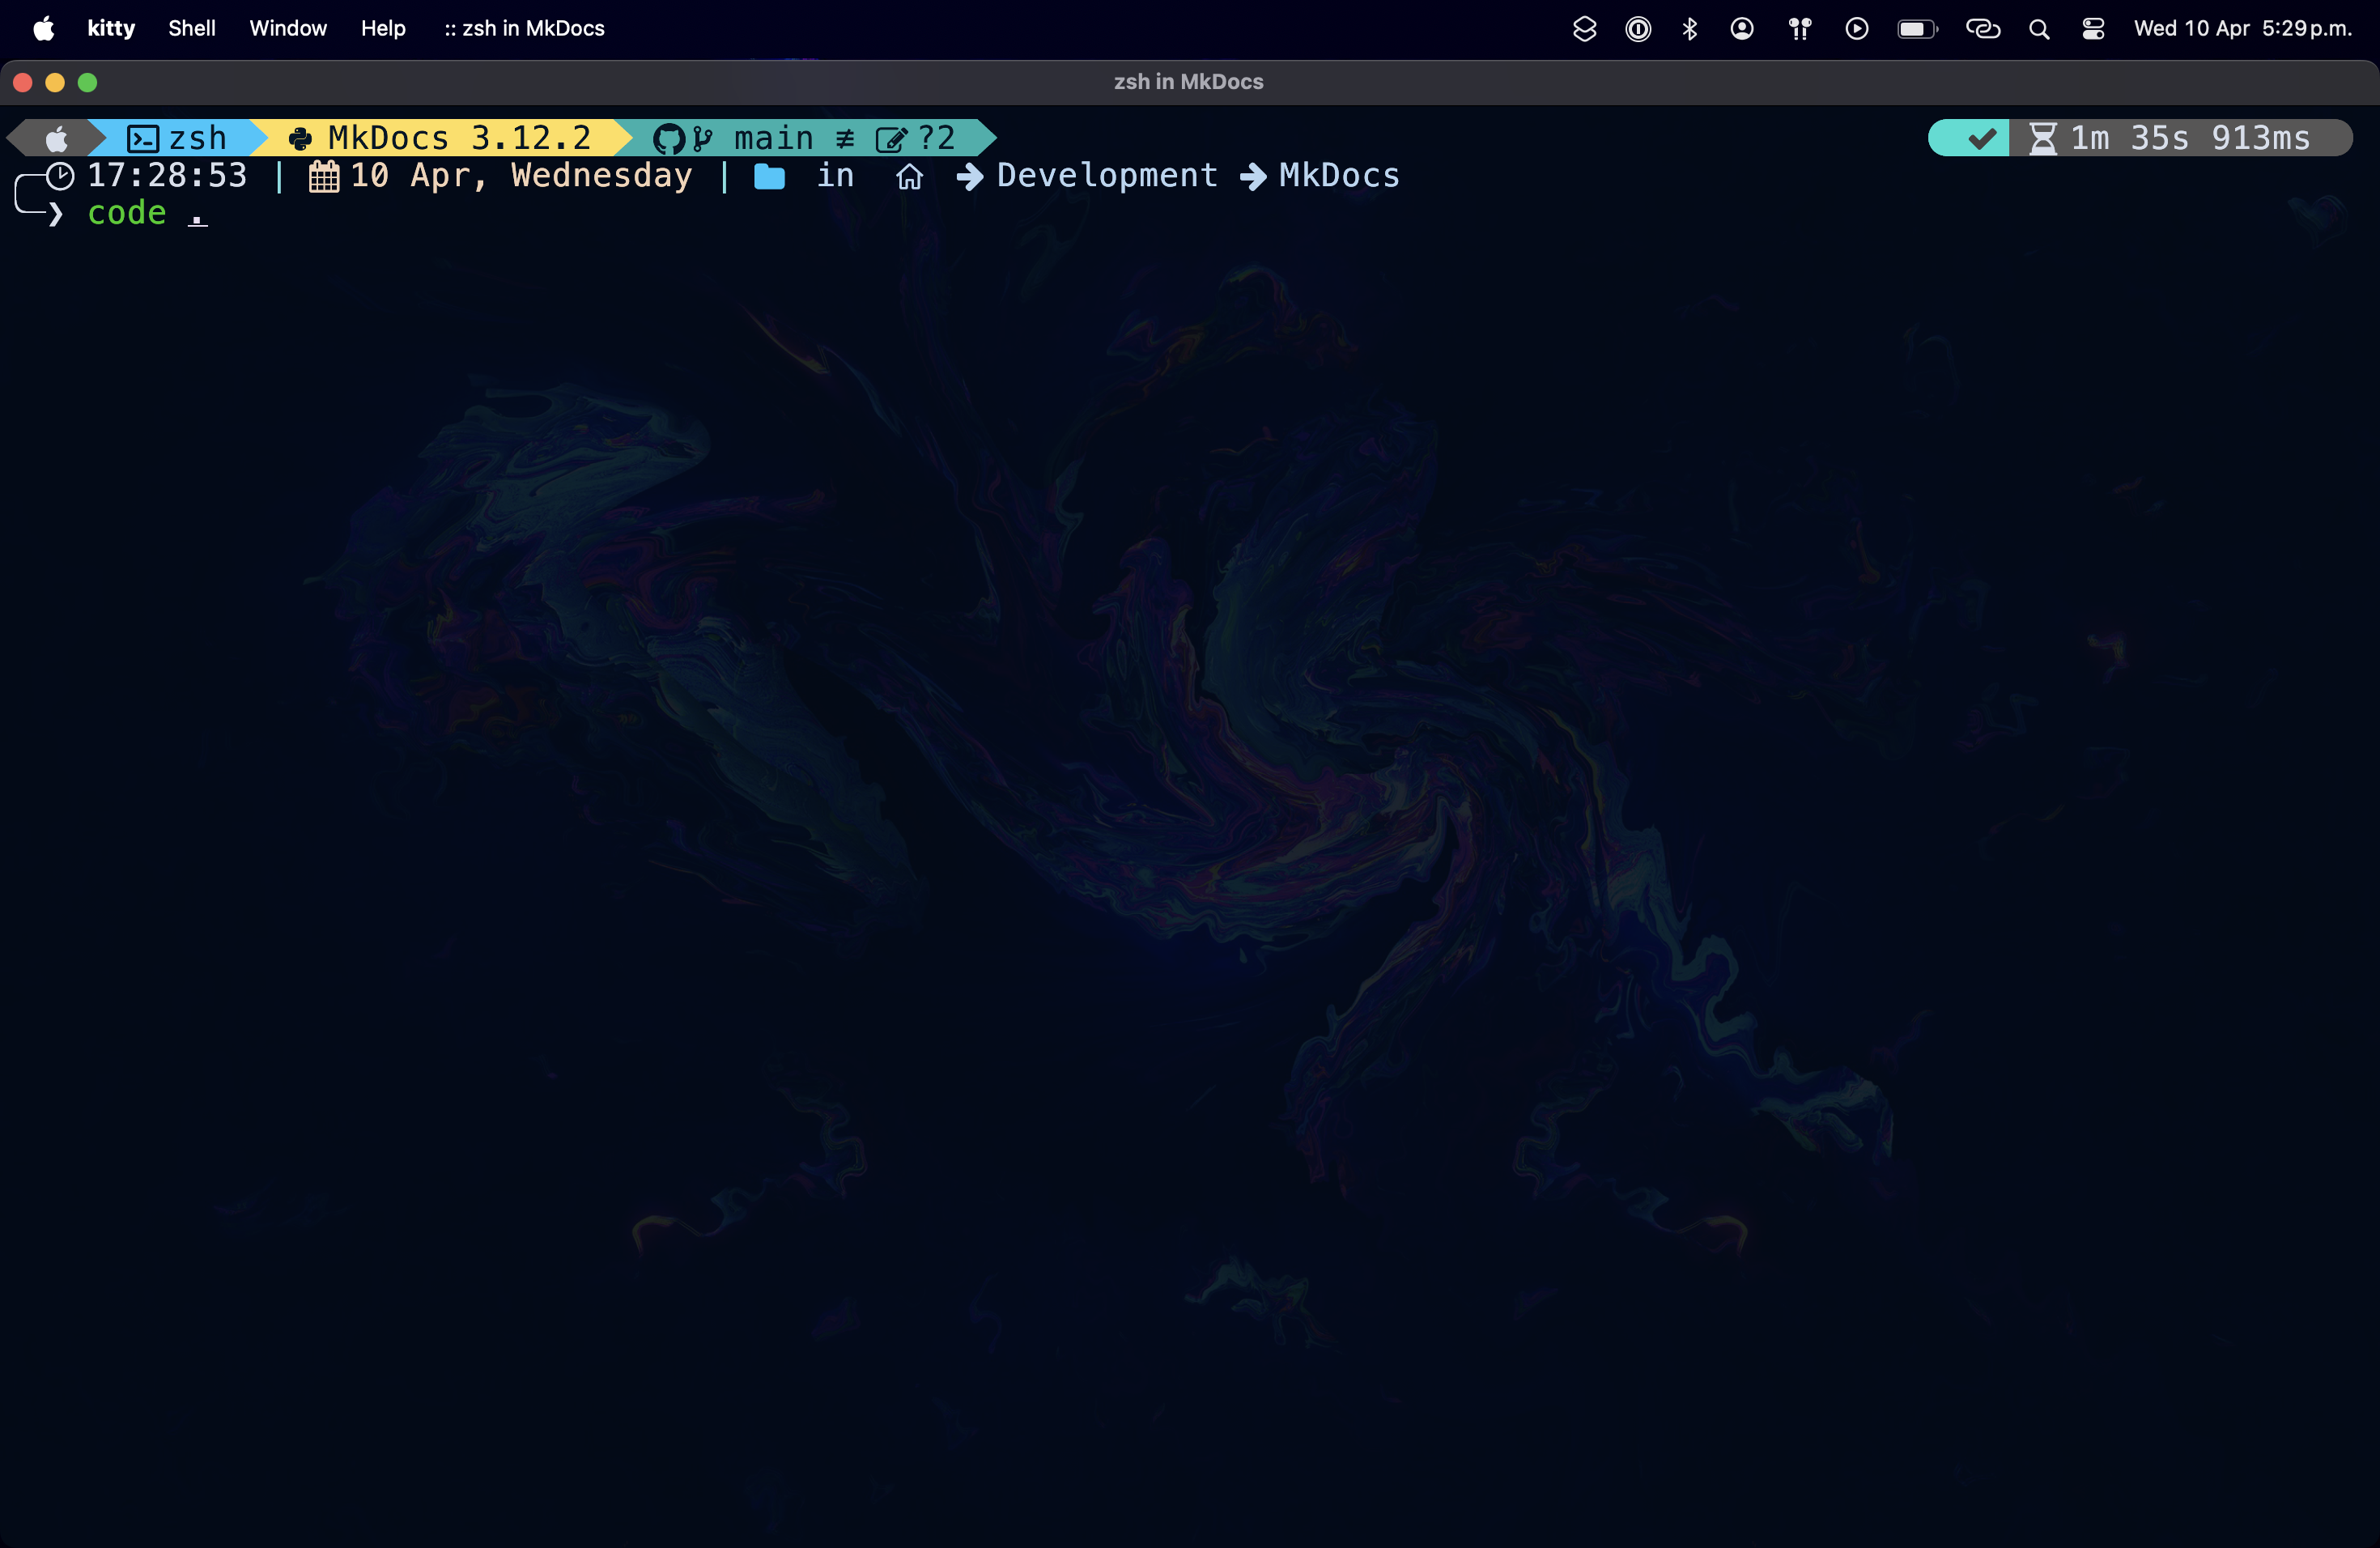 kitty Shell Window Help :: zsh in MkDocs Wed 10 Apr 5:29 p.m.
zsh in MkDocs
zsh MkDocs 3.12.2 main ≢ ?2 1m 35s 913ms
17:28:53 | 10 Apr, Wednesday | in Development MkDocs
❯ code .